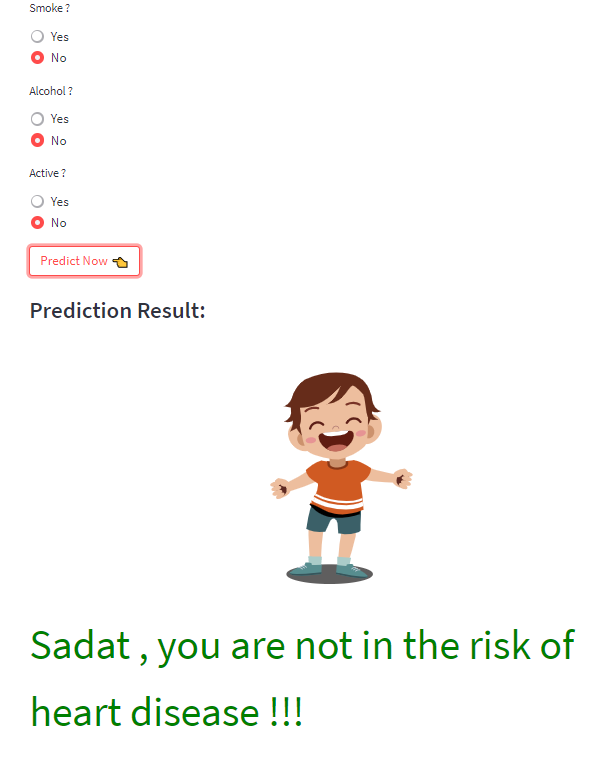 Smoke ?
Yes
No
Alcohol ?
Yes
No
Active ?
Yes
No
Predict Now 👈
Prediction Result:
Sadat , you are not in the risk of
heart disease !!!